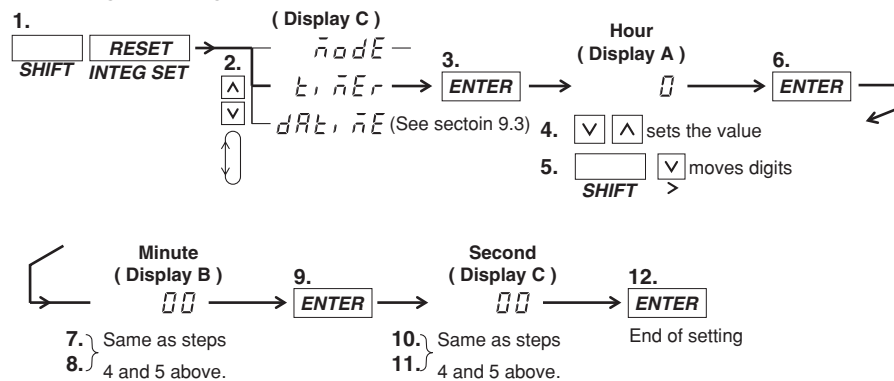 1.
( Display C )
RESET
SHIFT INTEG SET
2.
modE
timEr
dAtimE (See sectoin 9.3)
3.
ENTER
Hour
( Display A )
0
4. sets the value
5. moves digits
SHIFT >
6.
ENTER
Minute
( Display B )
00
7.
8.
Same as steps
4 and 5 above.
9.
ENTER
Second
( Display C )
00
10.
11.
Same as steps
4 and 5 above.
12.
ENTER
End of setting